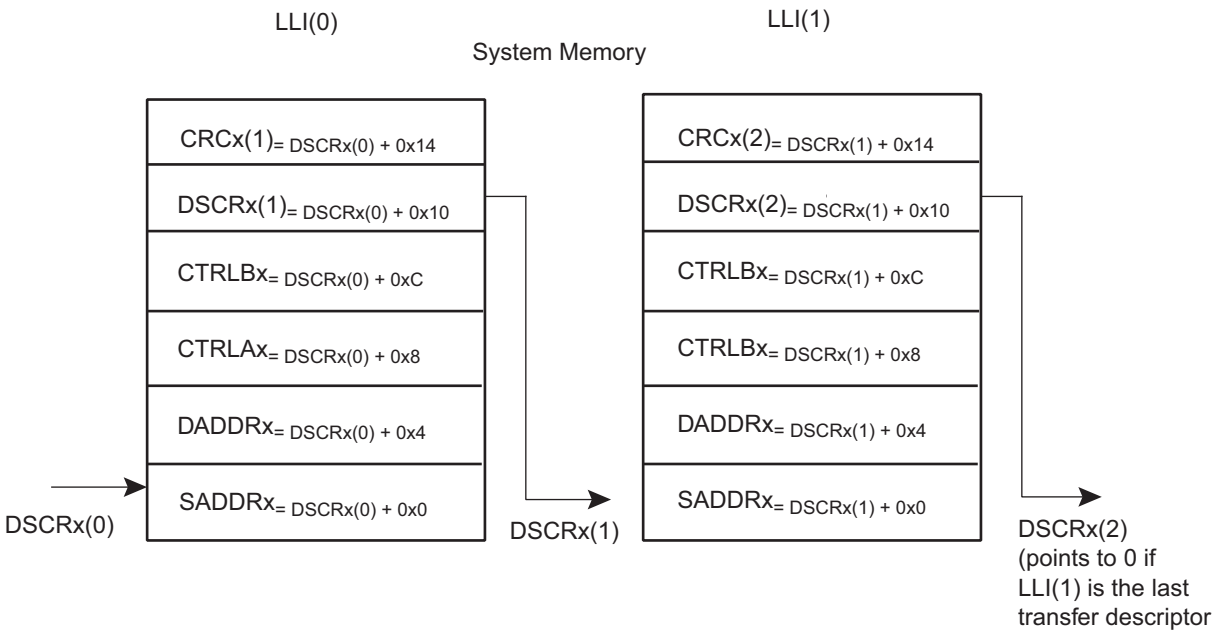 LLI(0)
LLI(1)
System Memory
CRCx(1)= DSCRx(0) + 0x14
DSCRx(1)= DSCRx(0) + 0x10
CTRLBx= DSCRx(0) + 0xC
CTRLAx= DSCRx(0) + 0x8
DADDRx= DSCRx(0) + 0x4
SADDRx= DSCRx(0) + 0x0
DSCRx(0)
DSCRx(1)
CRCx(2)= DSCRx(1) + 0x14
DSCRx(2)= DSCRx(1) + 0x10
CTRLBx= DSCRx(1) + 0xC
CTRLBx= DSCRx(1) + 0x8
DADDRx= DSCRx(1) + 0x4
SADDRx= DSCRx(1) + 0x0
DSCRx(2)
(points to 0 if
LLI(1) is the last
transfer descriptor